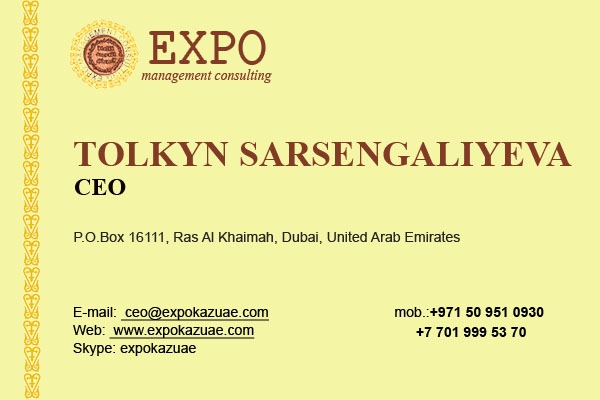 EXPO
management consulting
TOLKYN SARSENGALIYEVA
CEO
P.O.Box 16111, Ras Al Khaimah, Dubai, United Arab Emirates
E-mail: ceo@expokazuae.com
Web: www.expokazuae.com
Skype: expokazuae
mob.:+971 50 951 0930
+7 701 999 53 70